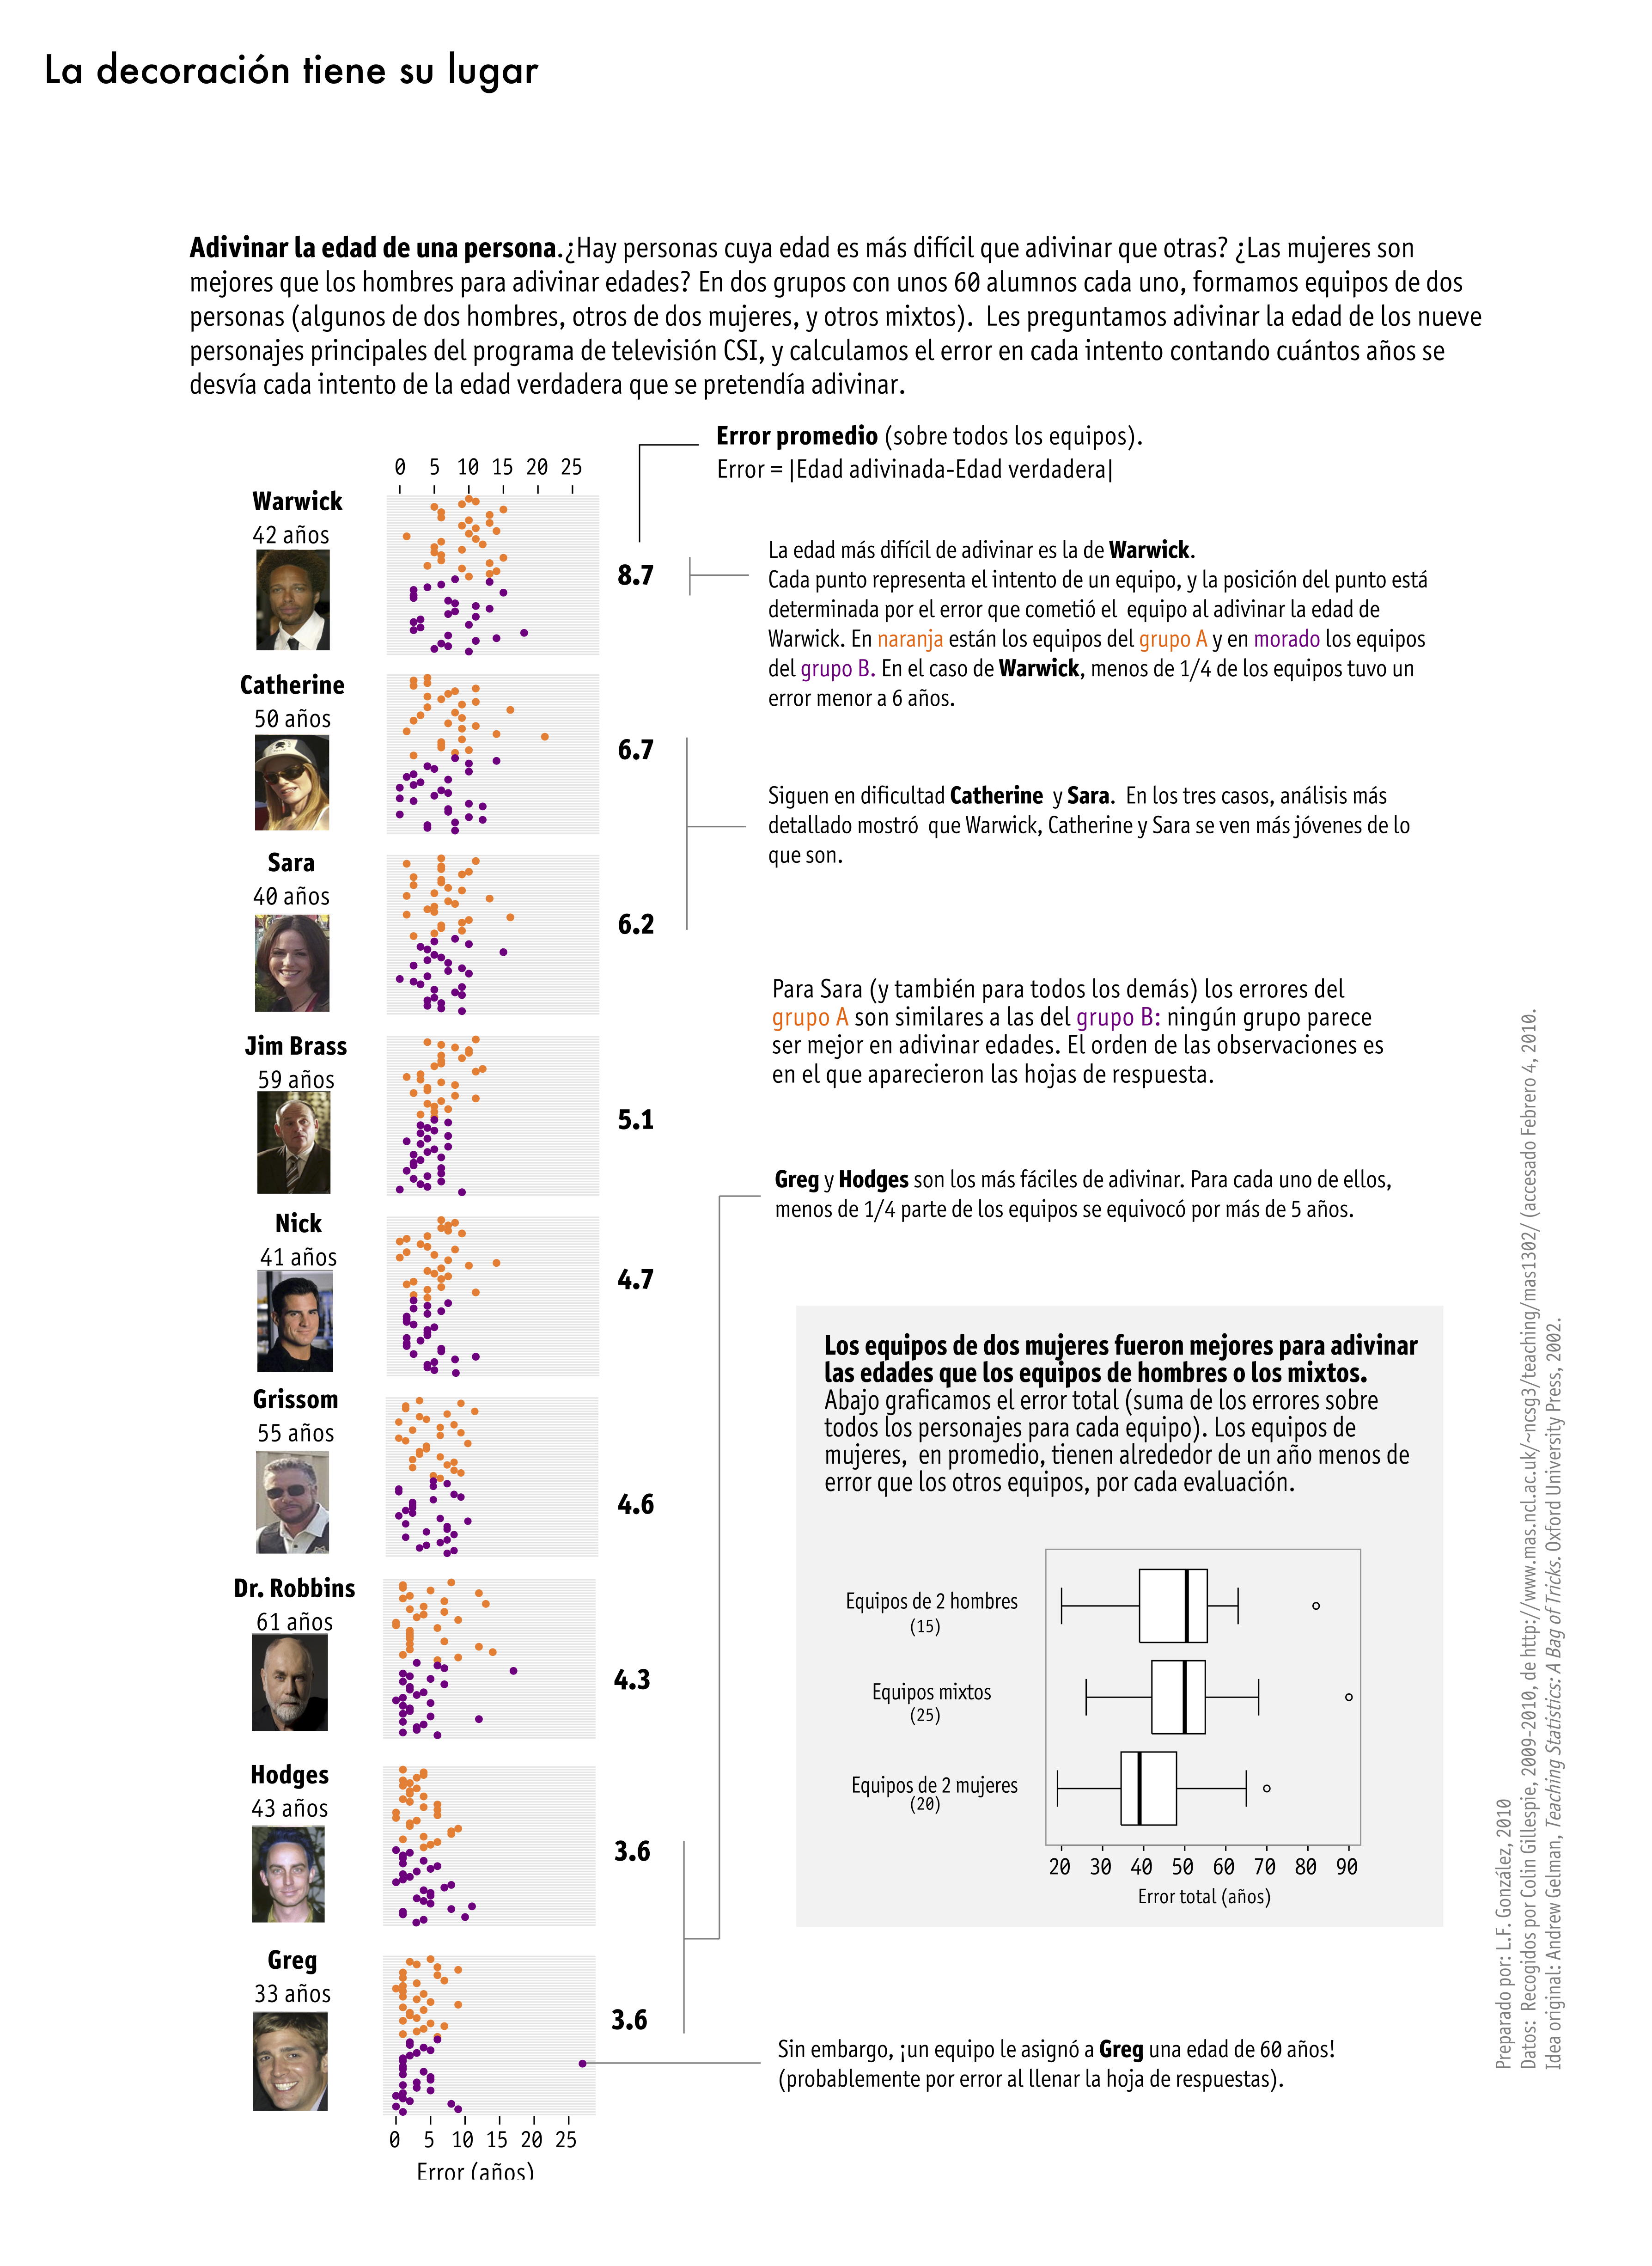 La decoración tiene su lugar
Adivinar la edad de una persona.¿Hay personas cuya edad es más difícil que adivinar que otras? ¿Las mujeres son
mejores que los hombres para adivinar edades? En dos grupos con unos 60 alumnos cada uno, formamos equipos de dos
personas (algunos de dos hombres, otros de dos mujeres, y otros mixtos).  Les preguntamos adivinar la edad de los nueve
personajes principales del programa de televisión CSI, y calculamos el error en cada intento contando cuántos años se
desvía cada intento de la edad verdadera que se pretendía adivinar.
Error promedio (sobre todos los equipos).
Error = |Edad adivinada-Edad verdadera|
0 5 10 15 20 25
Warwick
42 años
8.7
La edad más difícil de adivinar es la de Warwick.
Cada punto representa el intento de un equipo, y la posición del punto está
determinada por el error que cometió el  equipo al adivinar la edad de
Warwick. En naranja están los equipos del grupo A y en morado los equipos
del grupo B. En el caso de Warwick, menos de 1/4 de los equipos tuvo un
error menor a 6 años.
Catherine
50 años
6.7
Siguen en dificultad Catherine  y Sara.  En los tres casos, análisis más
detallado mostró  que Warwick, Catherine y Sara se ven más jóvenes de lo
que son.
Sara
40 años
6.2
Para Sara (y también para todos los demás) los errores del
grupo A son similares a las del grupo B: ningún grupo parece
ser mejor en adivinar edades. El orden de las observaciones es
en el que aparecieron las hojas de respuesta.
Jim Brass
59 años
5.1
Greg y Hodges son los más fáciles de adivinar. Para cada uno de ellos,
menos de 1/4 parte de los equipos se equivocó por más de 5 años.
Nick
41 años
4.7
Grissom
55 años
4.6
Dr. Robbins
61 años
4.3
Hodges
43 años
3.6
Greg
33 años
3.6
0 5 10 15 20 25
Error (años)
Los equipos de dos mujeres fueron mejores para adivinar
las edades que los equipos de hombres o los mixtos.
Abajo graficamos el error total (suma de los errores sobre
todos los personajes para cada equipo). Los equipos de
mujeres,  en promedio, tienen alrededor de un año menos de
error que los otros equipos, por cada evaluación.
Equipos de 2 hombres
(15)
Equipos mixtos
(25)
Equipos de 2 mujeres
(20)
20 30 40 50 60 70 80 90
Error total (años)
Sin embargo, ¡un equipo le asignó a Greg una edad de 60 años!
(probablemente por error al llenar la hoja de respuestas).
Preparado por: L.F. González, 2010
Datos:  Recogidos por Colin Gillespie, 2009-2010, de http://www.mas.ncl.ac.uk/~ncsg3/teaching/mas1302/ (accesado Febrero 4, 2010.
Idea original: Andrew Gelman, Teaching Statistics: A Bag of Tricks. Oxford University Press, 2002.